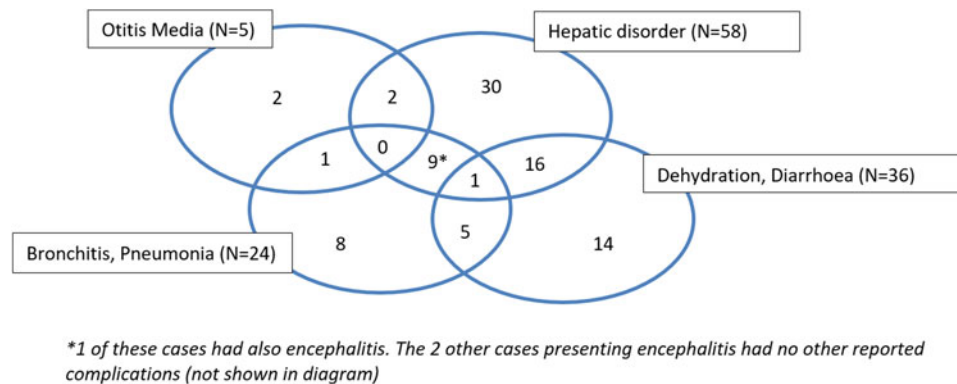 Otitis Media (N=5)
Hepatic disorder (N=58)
2
2
30
1
0
9*
1
16
Dehydration, Diarrhoea (N=36)
Bronchitis, Pneumonia (N=24)
8
5
14
*1 of these cases had also encephalitis. The 2 other cases presenting encephalitis had no other reported
complications (not shown in diagram)